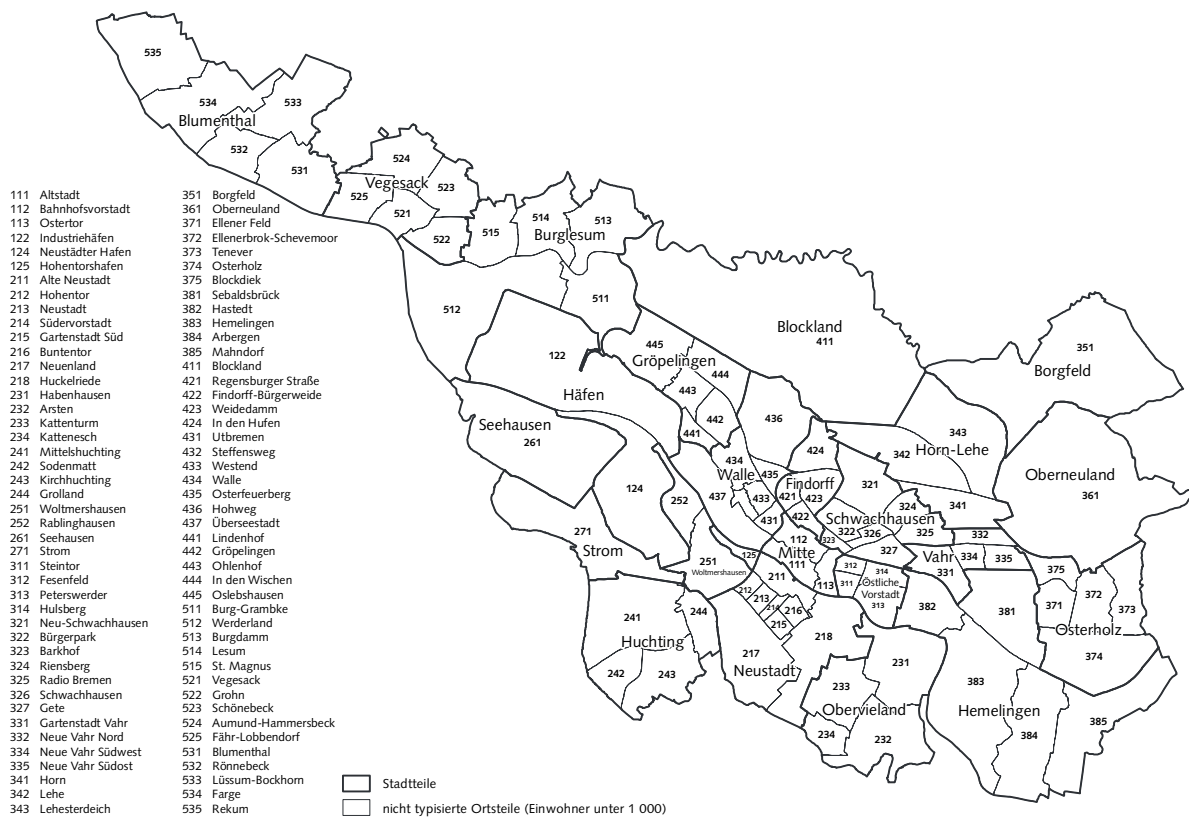 535
534
533
Blumenthal
532
531
524
Vegesack
523
525
521
522
515
514
513
Burglesum
511
512
Blockland
411
351
Borgfeld
122
445
Gröpelingen
444
443
442
441
Häfen
436
Seehausen
261
343
Horn-Lehe
342
Oberneuland
361
341
424
434
Walle
435
437
433
431
Findorff
421
423
422
321
324
Schwachhausen
322
326
325
323
327
332
Vahr
334
335
331
124
252
271
Strom
251
Woltmershausen
125
112
Mitte
111
113
312
314
311
Östliche
Vorstadt
313
382
381
375
371
372
373
Osterholz
374
211
212
213
214
216
215
218
217
Neustadt
241
244
Huchting
242
243
231
233
Obervieland
234
232
383
Hemelingen
384
385
111 Altstadt
112 Bahnhofsvorstadt
113 Ostertor
122 Industriehäfen
124 Neustädter Hafen
125 Hohentorshafen
211 Alte Neustadt
212 Hohentor
213 Neustadt
214 Südervorstadt
215 Gartenstadt Süd
216 Buntentor
217 Neuenland
218 Huckelriede
231 Habenhausen
232 Arsten
233 Kattenturm
234 Kattenesch
241 Mittelshuchting
242 Sodenmatt
243 Kirchhuchting
244 Grolland
251 Woltmershausen
252 Rablinghausen
261 Seehausen
271 Strom
311 Steintor
312 Fesenfeld
313 Peterswerder
314 Hulsberg
321 Neu-Schwachhausen
322 Bürgerpark
323 Barkhof
324 Riensberg
325 Radio Bremen
326 Schwachhausen
327 Gete
331 Gartenstadt Vahr
332 Neue Vahr Nord
334 Neue Vahr Südwest
335 Neue Vahr Südost
341 Horn
342 Lehe
343 Lehesterdeich
351 Borgfeld
361 Oberneuland
371 Ellener Feld
372 Ellenerbrok-Schevemoor
373 Tenever
374 Osterholz
375 Blockdiek
381 Sebaldsbrück
382 Hastedt
383 Hemelingen
384 Arbergen
385 Mahndorf
411 Blockland
421 Regensburger Straße
422 Findorff-Bürgerweide
423 Weidedamm
424 In den Hufen
431 Utbremen
432 Steffensweg
433 Westend
434 Walle
435 Osterfeuerberg
436 Hohweg
437 Überseestadt
441 Lindenhof
442 Gröpelingen
443 Ohlenhof
444 In den Wischen
445 Oslebshausen
511 Burg-Grambke
512 Werderland
513 Burgdamm
514 Lesum
515 St. Magnus
521 Vegesack
522 Grohn
523 Schönebeck
524 Aumund-Hammersbeck
525 Fähr-Lobbendorf
531 Blumenthal
532 Rönnebeck
533 Lüssum-Bockhorn
534 Farge
535 Rekum
Stadtteile
nicht typisierte Ortsteile (Einwohner unter 1 000)